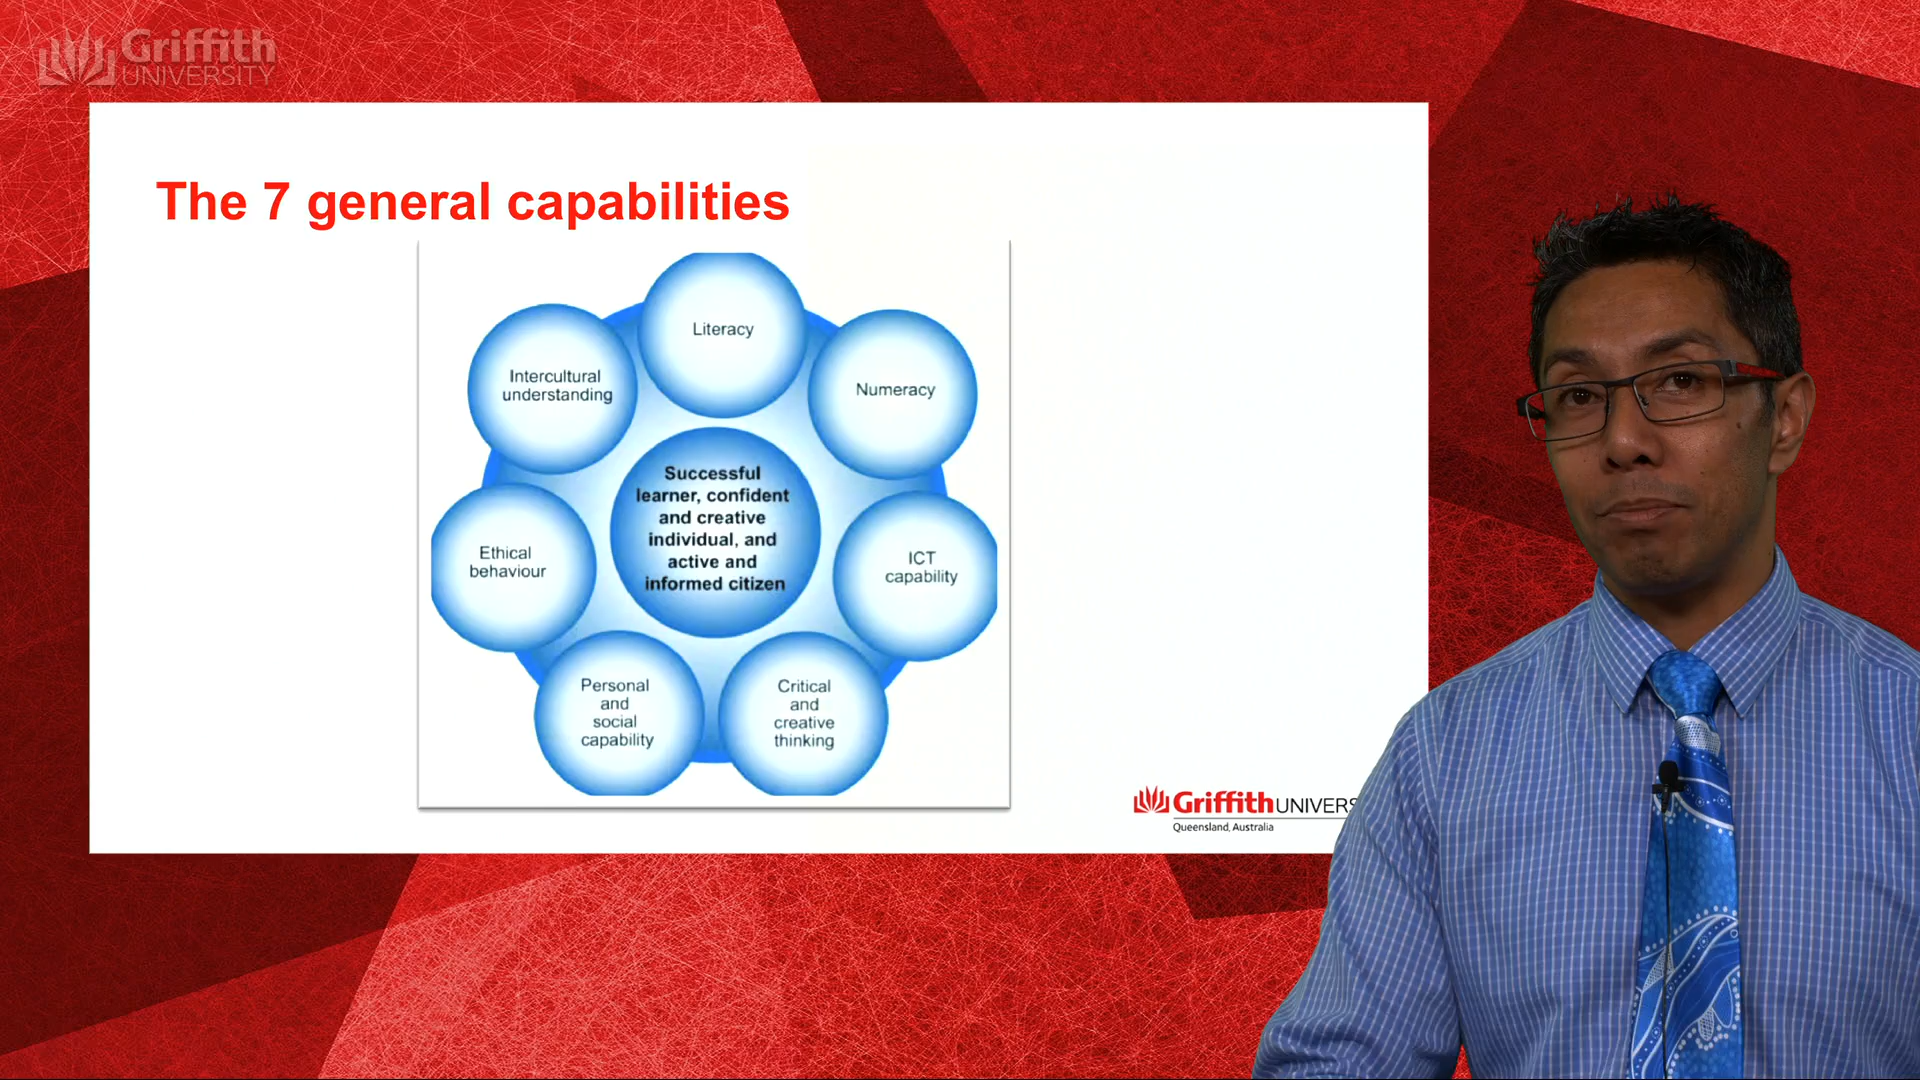 Griffith
UNIVERSITY
The 7 general capabilities
Literacy
Numeracy
ICT
capability
Critical
and
creative
thinking
Personal
and
social
capability
Ethical
behaviour
Intercultural
understanding
Successful
learner, confident
and creative
individual, and
active and
informed citizen
Griffith UNIVERS
Queensland, Australia